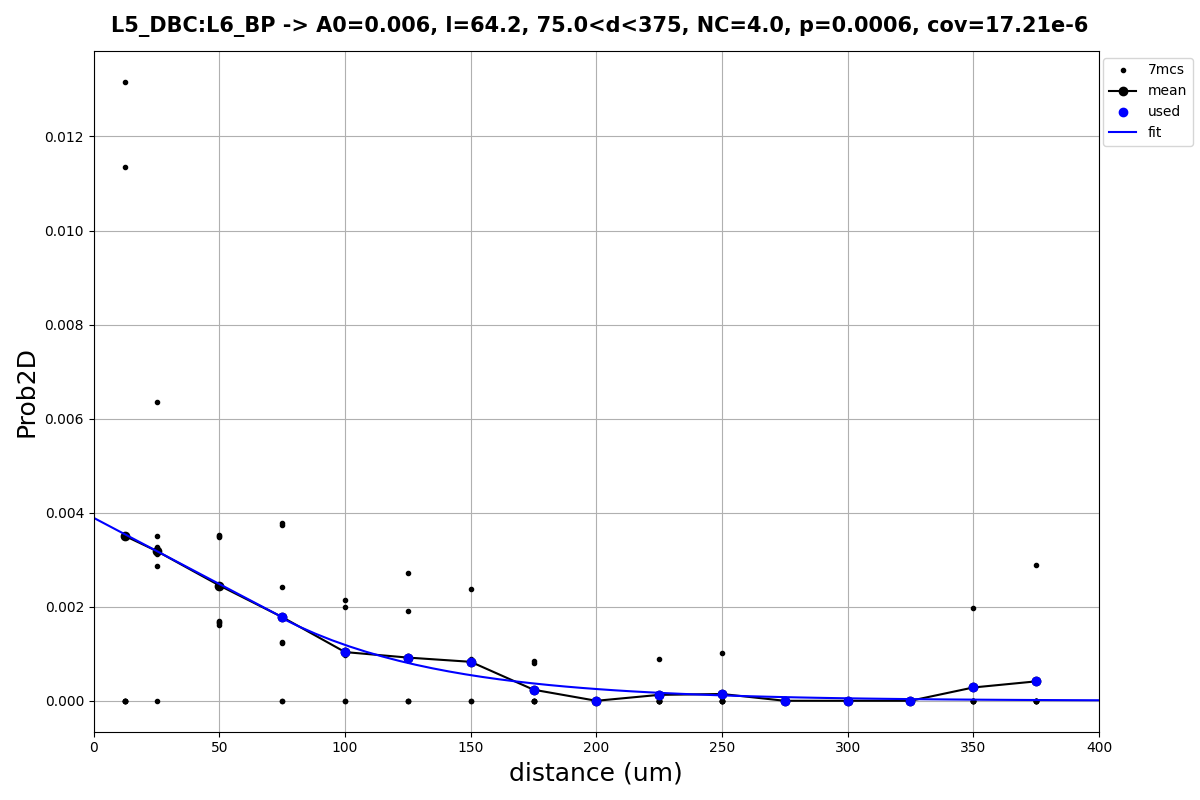 L5_DBC:L6_BP -> A0=0.006, l=64.2, 75.0<d<375, NC=4.0, p=0.0006, cov=17.21e-6
7mcs
mean
used
fit
0.012
0.010
0.008
0.006
0.004
0.002
0.000
Prob2D
0 50 100 150 200 250 300 350 400
distance (um)